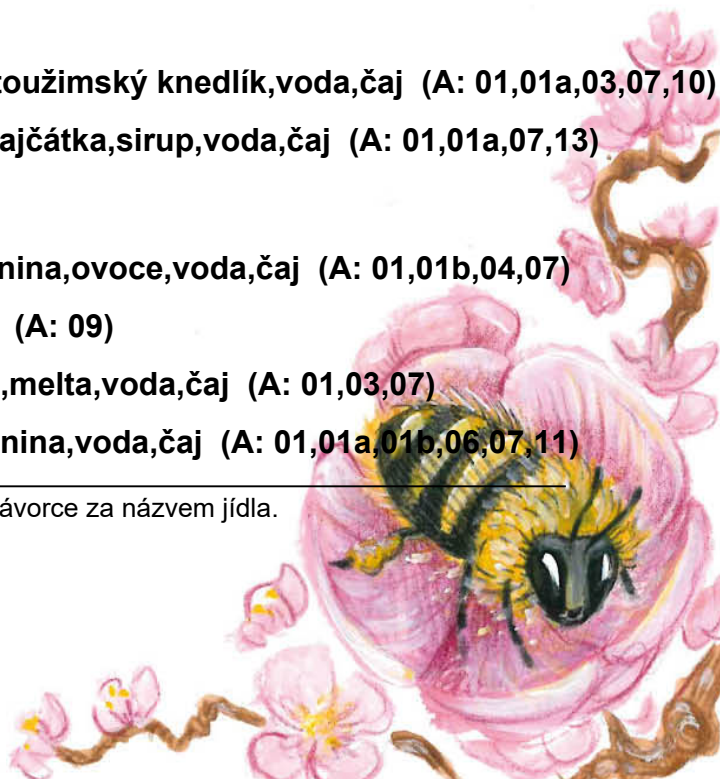 toužimský knedlík,voda,čaj (A: 01,01a,03,07,10)
ajčátka,sirup,voda,čaj (A: 01,01a,07,13)
nina,ovoce,voda,čaj (A: 01,01b,04,07)
(A: 09)
,melta,voda,čaj (A: 01,03,07)
nina,voda,čaj (A: 01,01a,01b,06,07,11)
ávorce za názvem jídla.